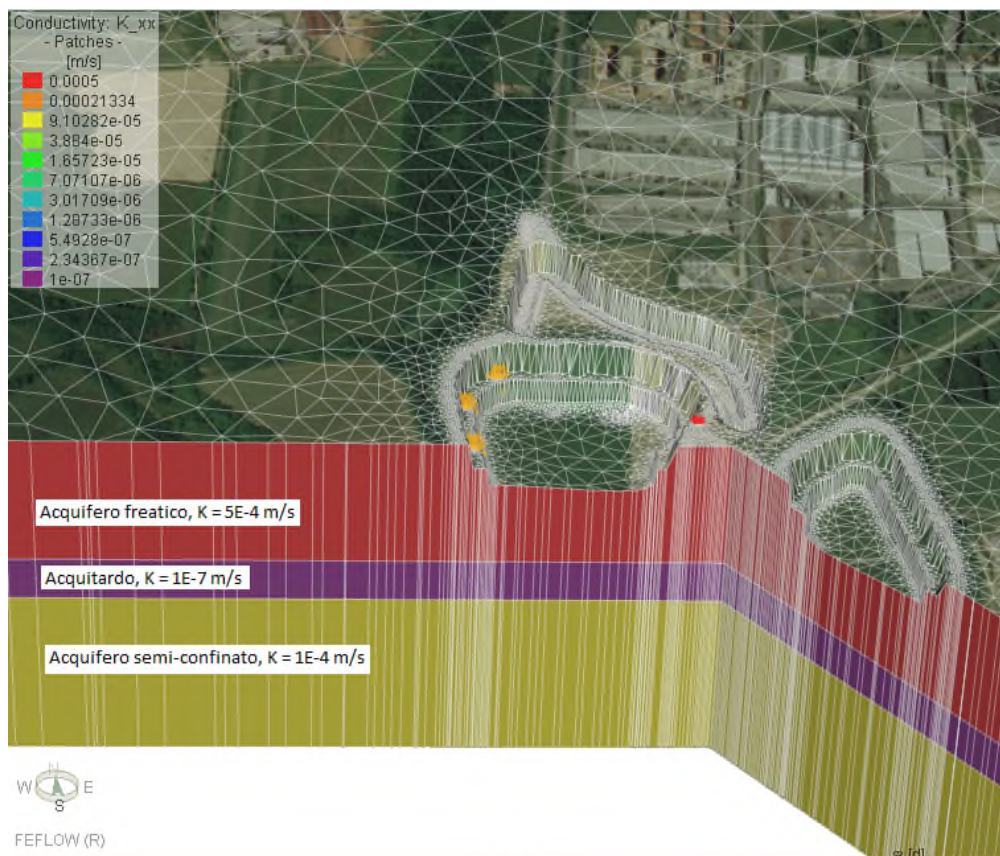 Conductivity: K_xx
- Patches -
[m/s]
0.0005
0.00021334
9.10282e-05
3.884e-05
1.65723e-05
7.07107e-06
3.01709e-06
1.28733e-06
5.4928e-07
2.34367e-07
1e-07
Acquifero freatico, K = 5E-4 m/s
Acquitardo, K = 1E-7 m/s
Acquifero semi-confinato, K = 1E-4 m/s
N
W E
S
FEFLOW (R)
[d]